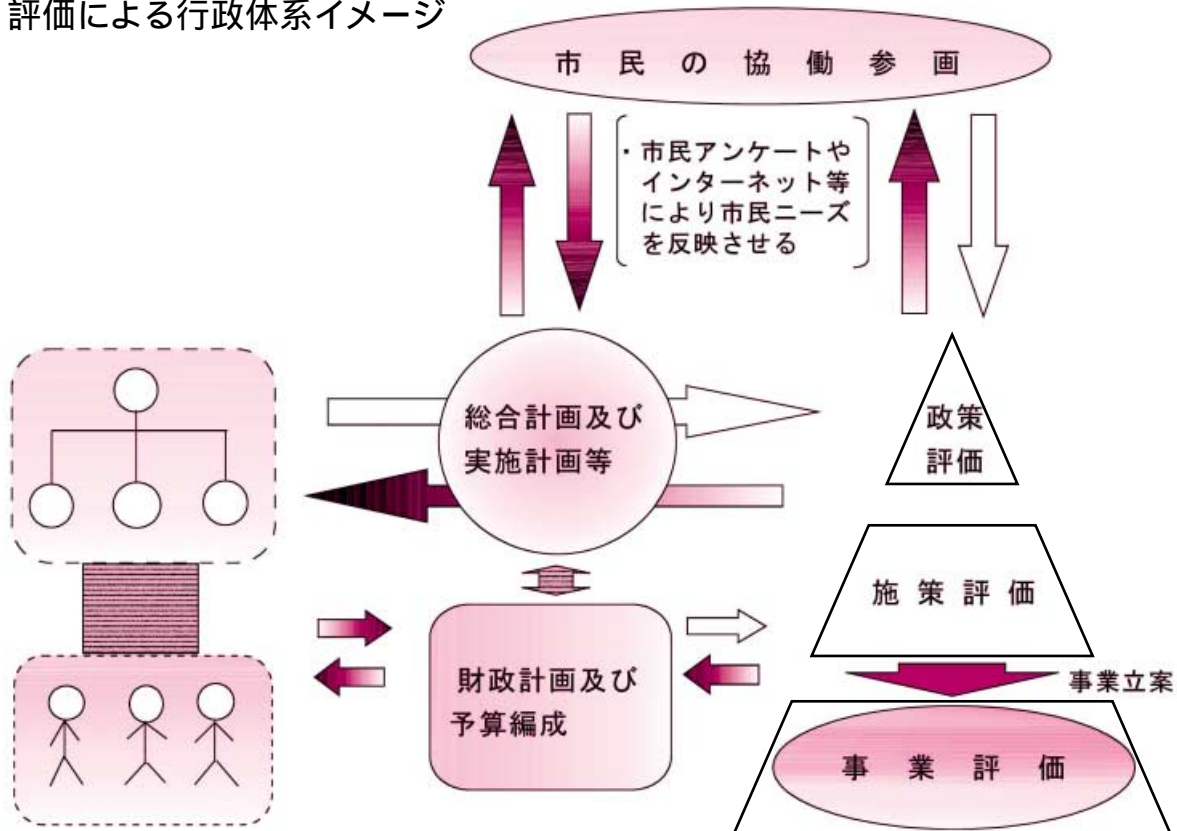 評価による行政体系イメージ
市民の協働参画
・市民アンケートや
インターネット等
により市民ニーズ
を反映させる
総合計画及び
実施計画等
政策
評価
施策評価
財政計画及び
予算編成
事業立案
事業評価